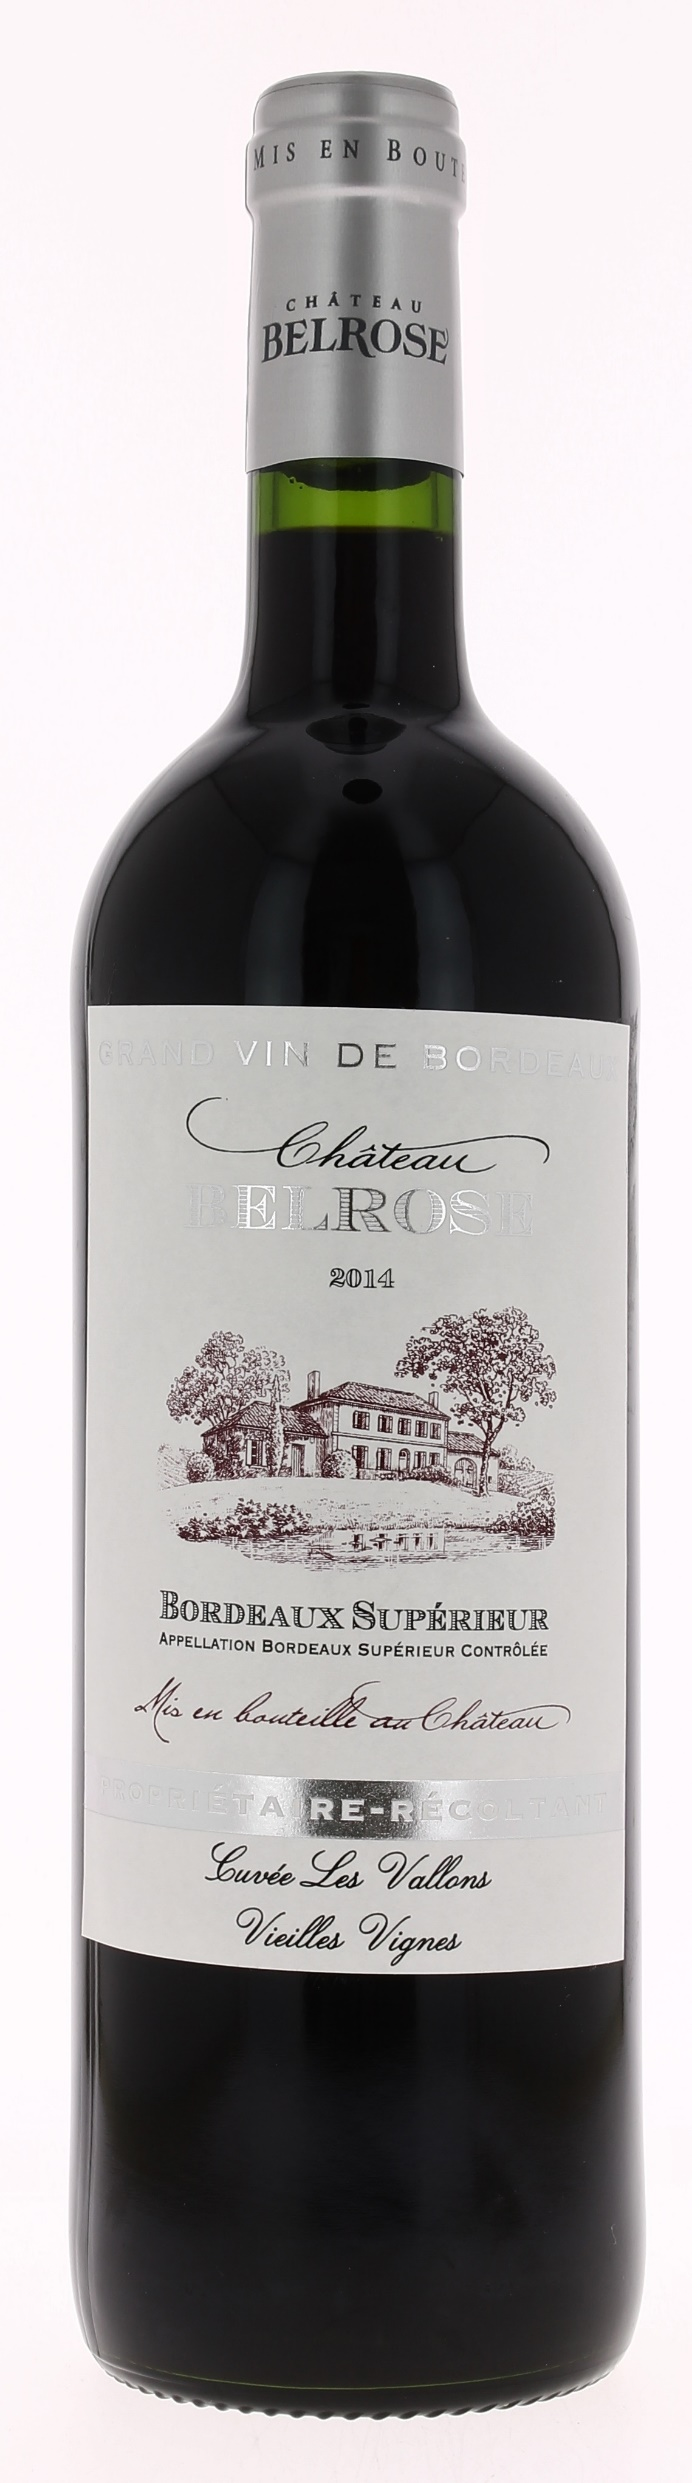 MIS EN BOUTE
CHÂTEAU
BELROSE
GRAND VIN DE BORDEAUX
Château
BELROSE
2014
BORDEAUX SUPÉRIEUR
APPELLATION BORDEAUX SUPÉRIEUR CONTRÔLÉE
Mis en bouteille au Château
PROPRIÉTAIRE-RÉCOLTANT
Cuvée Les Vallons
Vieilles Vignes